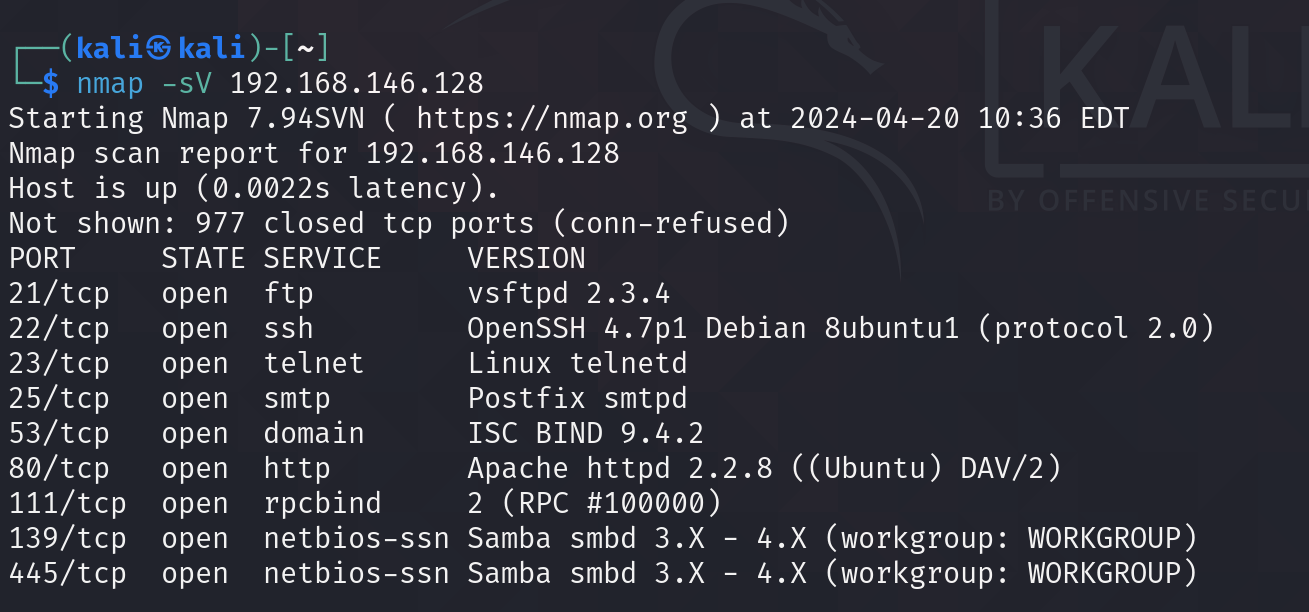 ┌──(kali㉿kali)-[~]
└─$ nmap -sV 192.168.146.128
Starting Nmap 7.94SVN ( https://nmap.org ) at 2024-04-20 10:36 EDT
Nmap scan report for 192.168.146.128
Host is up (0.0022s latency).
Not shown: 977 closed tcp ports (conn-refused)
PORT    STATE SERVICE     VERSION
21/tcp  open  ftp         vsftpd 2.3.4
22/tcp  open  ssh         OpenSSH 4.7p1 Debian 8ubuntu1 (protocol 2.0)
23/tcp  open  telnet      Linux telnetd
25/tcp  open  smtp        Postfix smtpd
53/tcp  open  domain      ISC BIND 9.4.2
80/tcp  open  http        Apache httpd 2.2.8 ((Ubuntu) DAV/2)
111/tcp open  rpcbind     2 (RPC #100000)
139/tcp open  netbios-ssn Samba smbd 3.X - 4.X (workgroup: WORKGROUP)
445/tcp open  netbios-ssn Samba smbd 3.X - 4.X (workgroup: WORKGROUP)
KAL
BY OFFENSIVE SECU